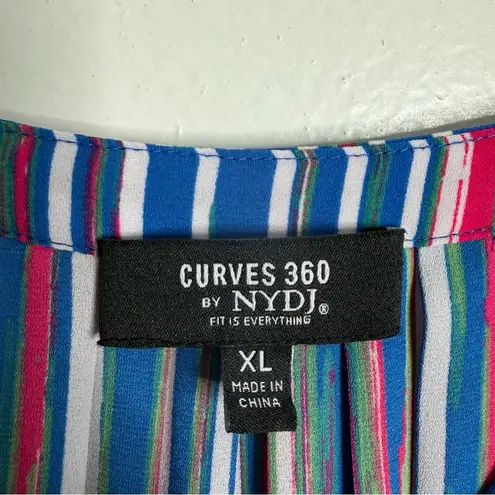 CURVES 360
BY NYDJ®
FIT IS EVERYTHING
XL
MADE IN
CHINA